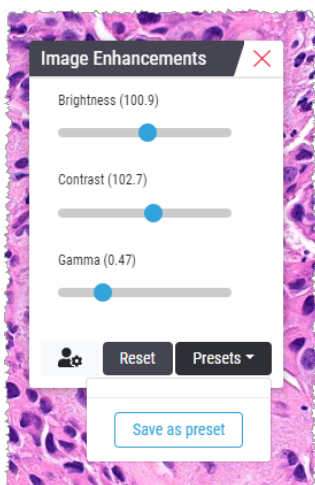 Image Enhancements
Brightness (100.9)
Contrast (102.7)
Gamma (0.47)
Reset Presets
Save as preset